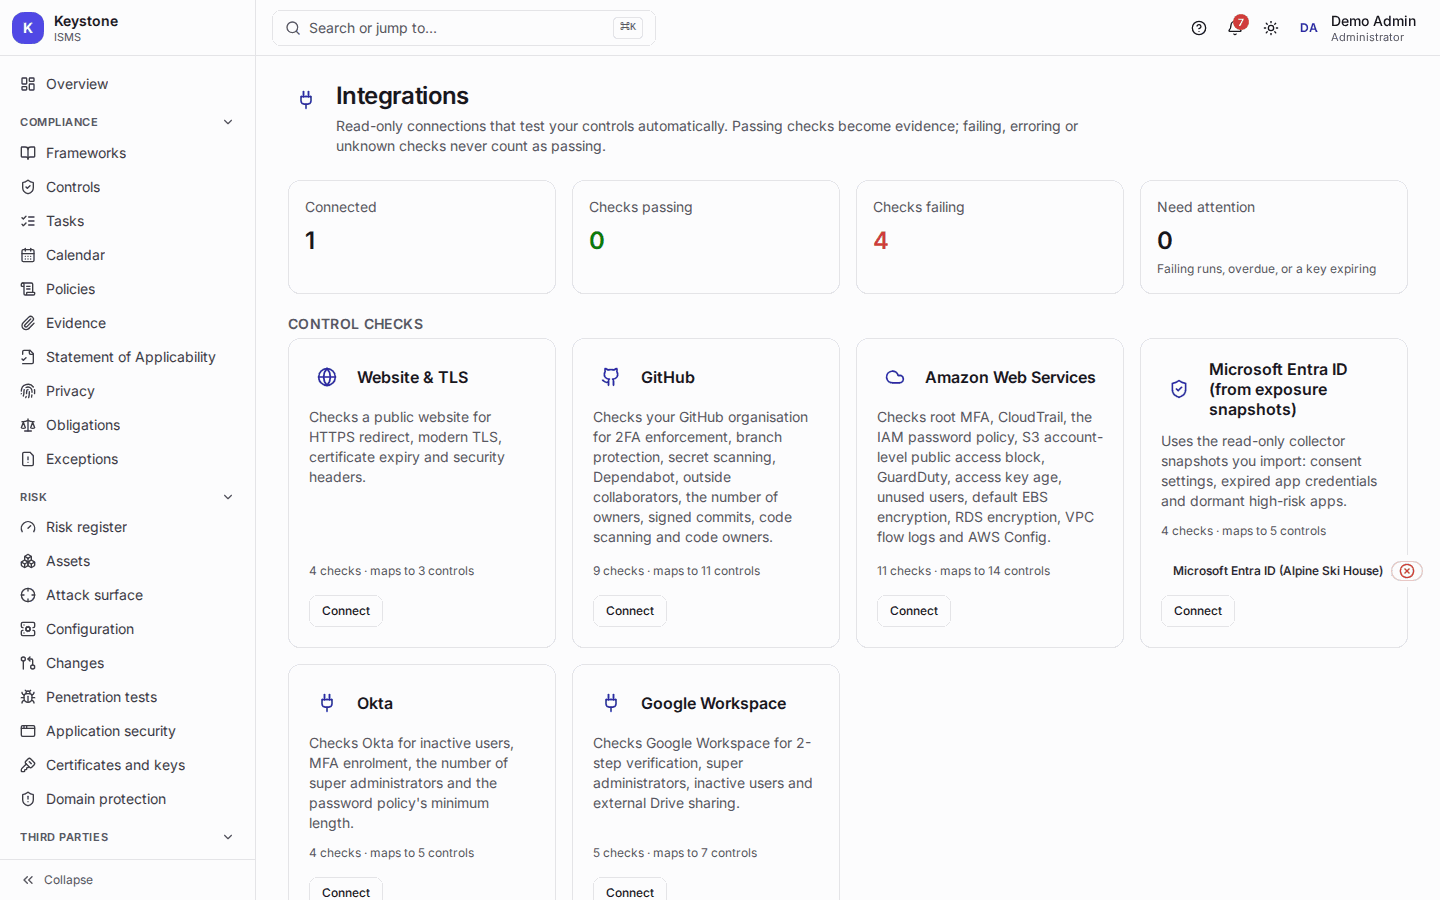 K
Keystone
ISMS
Search or jump to...
⌘K
7
DA
Demo Admin
Administrator
Overview
COMPLIANCE
Frameworks
Controls
Tasks
Calendar
Policies
Evidence
Statement of Applicability
Privacy
Obligations
Exceptions
RISK
Risk register
Assets
Attack surface
Configuration
Changes
Penetration tests
Application security
Certificates and keys
Domain protection
THIRD PARTIES
Collapse
Integrations
Read-only connections that test your controls automatically. Passing checks become evidence; failing, erroring or
unknown checks never count as passing.
Connected
1
Checks passing
0
Checks failing
4
Need attention
0
Failing runs, overdue, or a key expiring
CONTROL CHECKS
Website & TLS
Checks a public website for
HTTPS redirect, modern TLS,
certificate expiry and security
headers.
4 checks · maps to 3 controls
Connect
GitHub
Checks your GitHub organisation
for 2FA enforcement, branch
protection, secret scanning,
Dependabot, outside
collaborators, the number of
owners, signed commits, code
scanning and code owners.
9 checks · maps to 11 controls
Connect
Amazon Web Services
Checks root MFA, CloudTrail, the
IAM password policy, S3 account-
level public access block,
GuardDuty, access key age,
unused users, default EBS
encryption, RDS encryption, VPC
flow logs and AWS Config.
11 checks · maps to 14 controls
Connect
Microsoft Entra ID
(from exposure
snapshots)
Uses the read-only collector
snapshots you import: consent
settings, expired app credentials
and dormant high-risk apps.
4 checks · maps to 5 controls
Microsoft Entra ID (Alpine Ski House)
Connect
Okta
Checks Okta for inactive users,
MFA enrolment, the number of
super administrators and the
password policy's minimum
length.
4 checks · maps to 5 controls
Connect
Google Workspace
Checks Google Workspace for 2-
step verification, super
administrators, inactive users and
external Drive sharing.
5 checks · maps to 7 controls
Connect